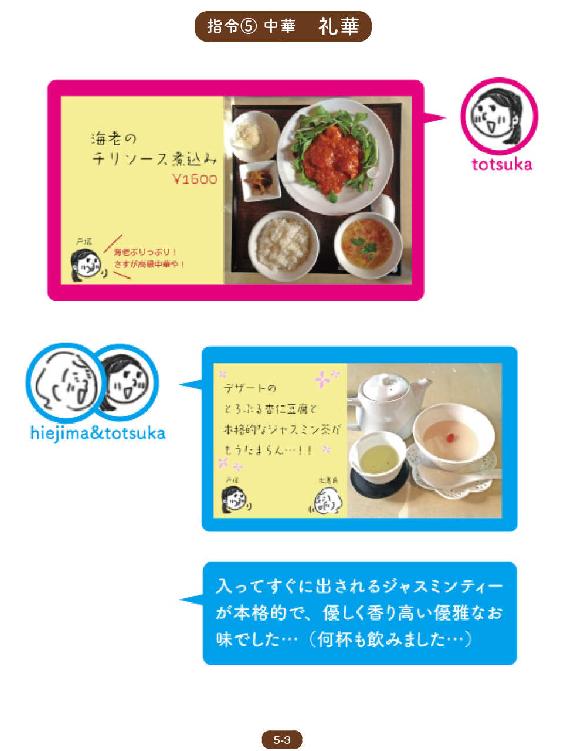 指令⑤ 中華　礼華
海老の
チリソース煮込み
¥1500
戸塚
海老ぷりっぷり！
さすが高級中華や！
totsuka
デザートの
とろぷる杏仁豆腐と
本格的なジャスミン茶が
もうたまらん…！！
戸塚
比惠島
hiejima&totsuka
入ってすぐに出されるジャスミンティー
が本格的で、優しく香り高い優雅なお
味でした…（何杯も飲みました…）
5-3